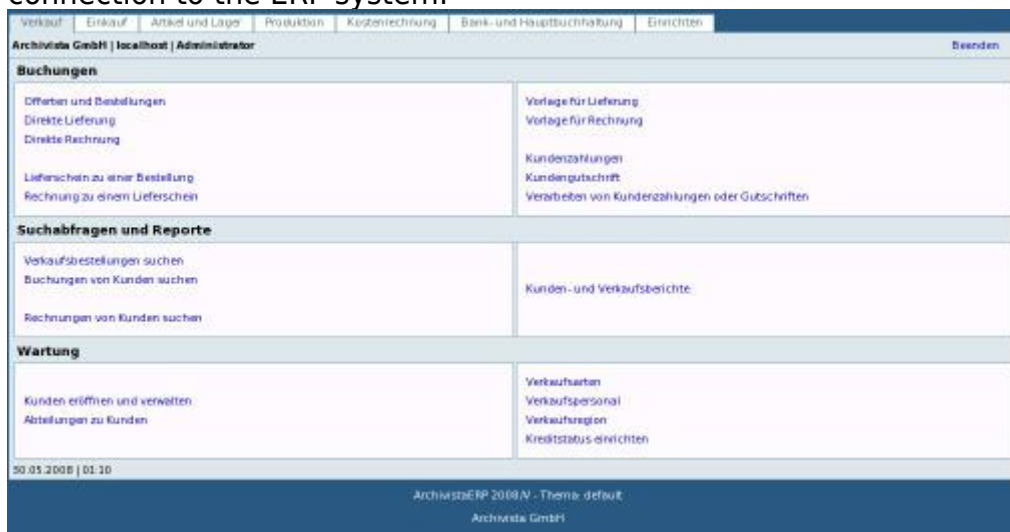 connection to the ERP system:
Verkauf Einkauf Artikel und Lager Produktion Kostenrechnung Bank- und Hauptbuchhaltung Einrichten
Archivista GmbH | localhost | Administrator Beenden
Buchungen
Offerten und Bestellungen
Direkte Lieferung
Direkte Rechnung
Lieferschein zu einer Bestellung
Rechnung zu einem Lieferschein
Vorlage für Lieferung
Vorlage für Rechnung
Kundenzahlungen
Kundengutschrift
Verarbeiten von Kundenzahlungen oder Gutschriften
Suchabfragen und Reporte
Verkaufsbestellungen suchen
Buchungen von Kunden suchen
Rechnungen von Kunden suchen
Kunden- und Verkaufsberichte
Wartung
Kunden eröffnen und verwalten
Abteilungen zu Kunden
Verkaufsarten
Verkaufspersonal
Verkaufsregion
Kreditstatus einrichten
30.05.2008 | 01:10
ArchivistaERP 2008/V - Thema: default
Archivista GmbH